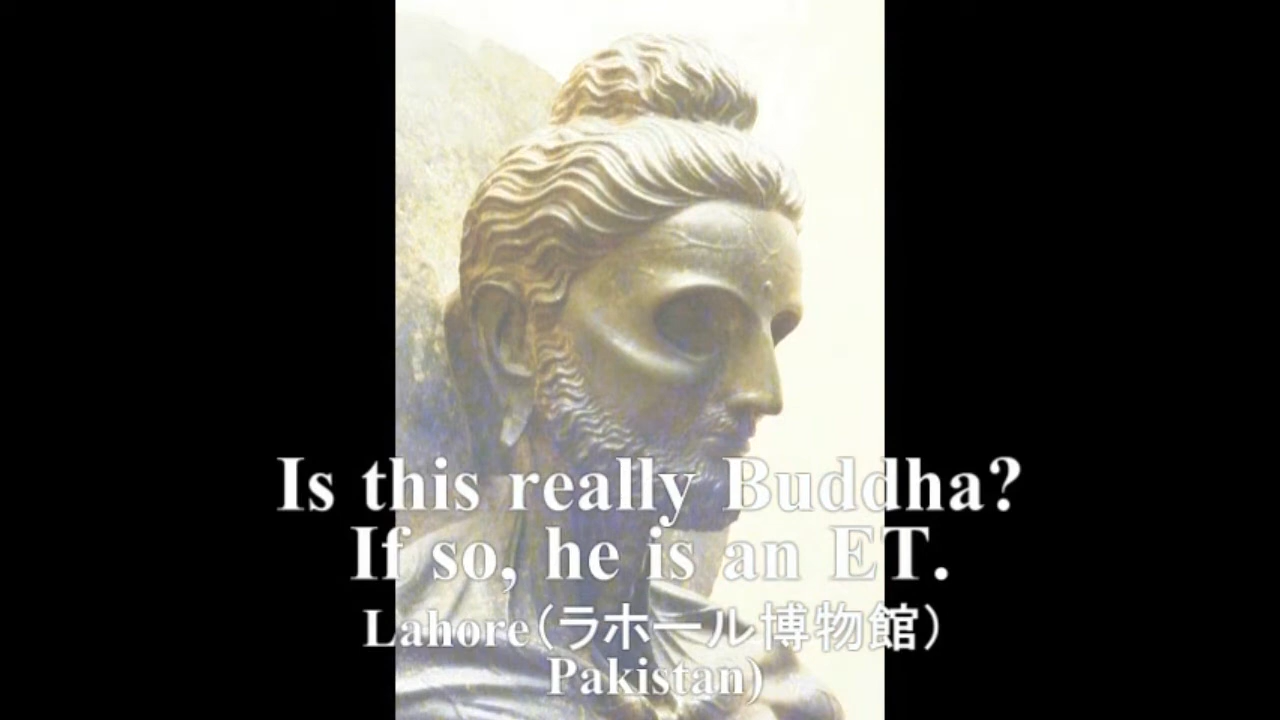 Is this really Buddha?
If so, he is an ET.
Lahore（ラホール博物館）
Pakistan)